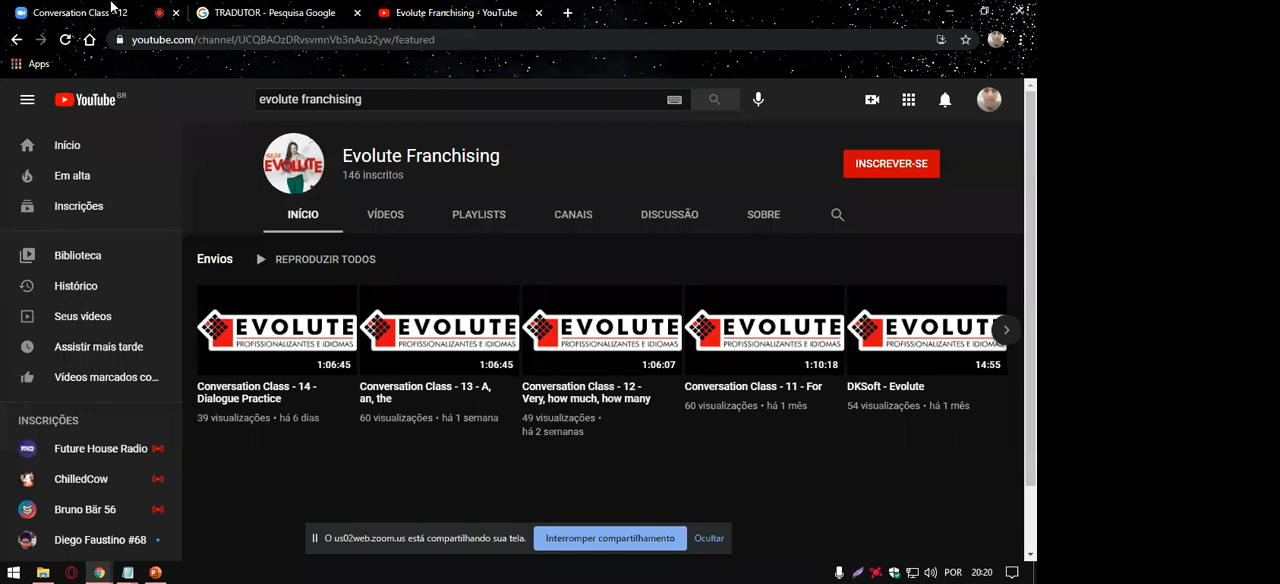 Conversation Class - 12
TRADUTOR - Pesquisa Google
Evolute Franchising - YouTube
youtube.com/channel/UCQBAOzDRvsvmnVb3nAu32yw/featured
Apps
YouTube BR
evolute franchising
Início
Em alta
Inscrições
Biblioteca
Histórico
Seus vídeos
Assistir mais tarde
Vídeos marcados co...
INSCRIÇÕES
Future House Radio
ChilledCow
Bruno Bär 56
Diego Faustino #68
SEJA
EVOLUTE
Evolute Franchising
146 inscritos
INSCREVER-SE
INÍCIO
VÍDEOS
PLAYLISTS
CANAIS
DISCUSSÃO
SOBRE
Envios
REPRODUZIR TODOS
EVOLUTE
PROFISSIONALIZANTES E IDIOMAS
1:06:45
Conversation Class - 14 -
Dialogue Practice
39 visualizações • há 6 dias
EVOLUTE
PROFISSIONALIZANTES E IDIOMAS
1:06:45
Conversation Class - 13 - A,
an, the
60 visualizações • há 1 semana
EVOLUTE
PROFISSIONALIZANTES E IDIOMAS
1:06:07
Conversation Class - 12 -
Very, how much, how many
49 visualizações •
há 2 semanas
EVOLUTE
PROFISSIONALIZANTES E IDIOMAS
1:10:18
Conversation Class - 11 - For
60 visualizações • há 1 mês
EVOLUTE
PROFISSIONALIZANTES E IDIOMAS
14:55
DKSoft - Evolute
54 visualizações • há 1 mês
O us02web.zoom.us está compartilhando sua tela.
Interromper compartilhamento
Ocultar
POR
20:20